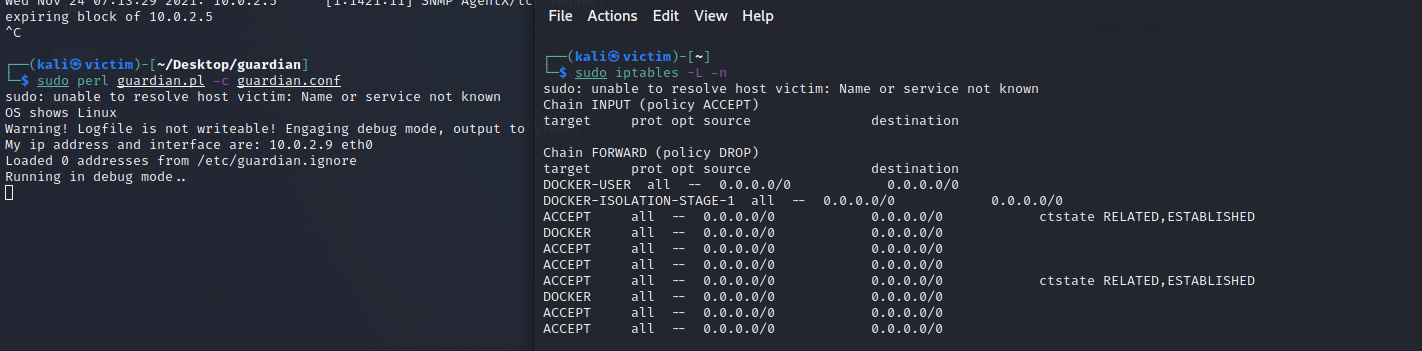 Wed Nov 24 07:13:29 2021: 10.0.2.5 [1:1421:11] SNMP AgentX/tcp request
expiring block of 10.0.2.5
^C
┌──(kali㉿victim)-[~/Desktop/guardian]
└─$ sudo perl guardian.pl -c guardian.conf
sudo: unable to resolve host victim: Name or service not known
OS shows Linux
Warning! Logfile is not writeable! Engaging debug mode, output to STDOUT
My ip address and interface are: 10.0.2.9 eth0
Loaded 0 addresses from /etc/guardian.ignore
Running in debug mode..
File Actions Edit View Help
┌──(kali㉿victim)-[~]
└─$ sudo iptables -L -n
sudo: unable to resolve host victim: Name or service not known
Chain INPUT (policy ACCEPT)
target prot opt source destination
Chain FORWARD (policy DROP)
target prot opt source destination
DOCKER-USER all -- 0.0.0.0/0 0.0.0.0/0
DOCKER-ISOLATION-STAGE-1 all -- 0.0.0.0/0 0.0.0.0/0
ACCEPT all -- 0.0.0.0/0 0.0.0.0/0 ctstate RELATED,ESTABLISHED
DOCKER all -- 0.0.0.0/0 0.0.0.0/0
ACCEPT all -- 0.0.0.0/0 0.0.0.0/0
ACCEPT all -- 0.0.0.0/0 0.0.0.0/0
ACCEPT all -- 0.0.0.0/0 0.0.0.0/0 ctstate RELATED,ESTABLISHED
DOCKER all -- 0.0.0.0/0 0.0.0.0/0
ACCEPT all -- 0.0.0.0/0 0.0.0.0/0
ACCEPT all -- 0.0.0.0/0 0.0.0.0/0